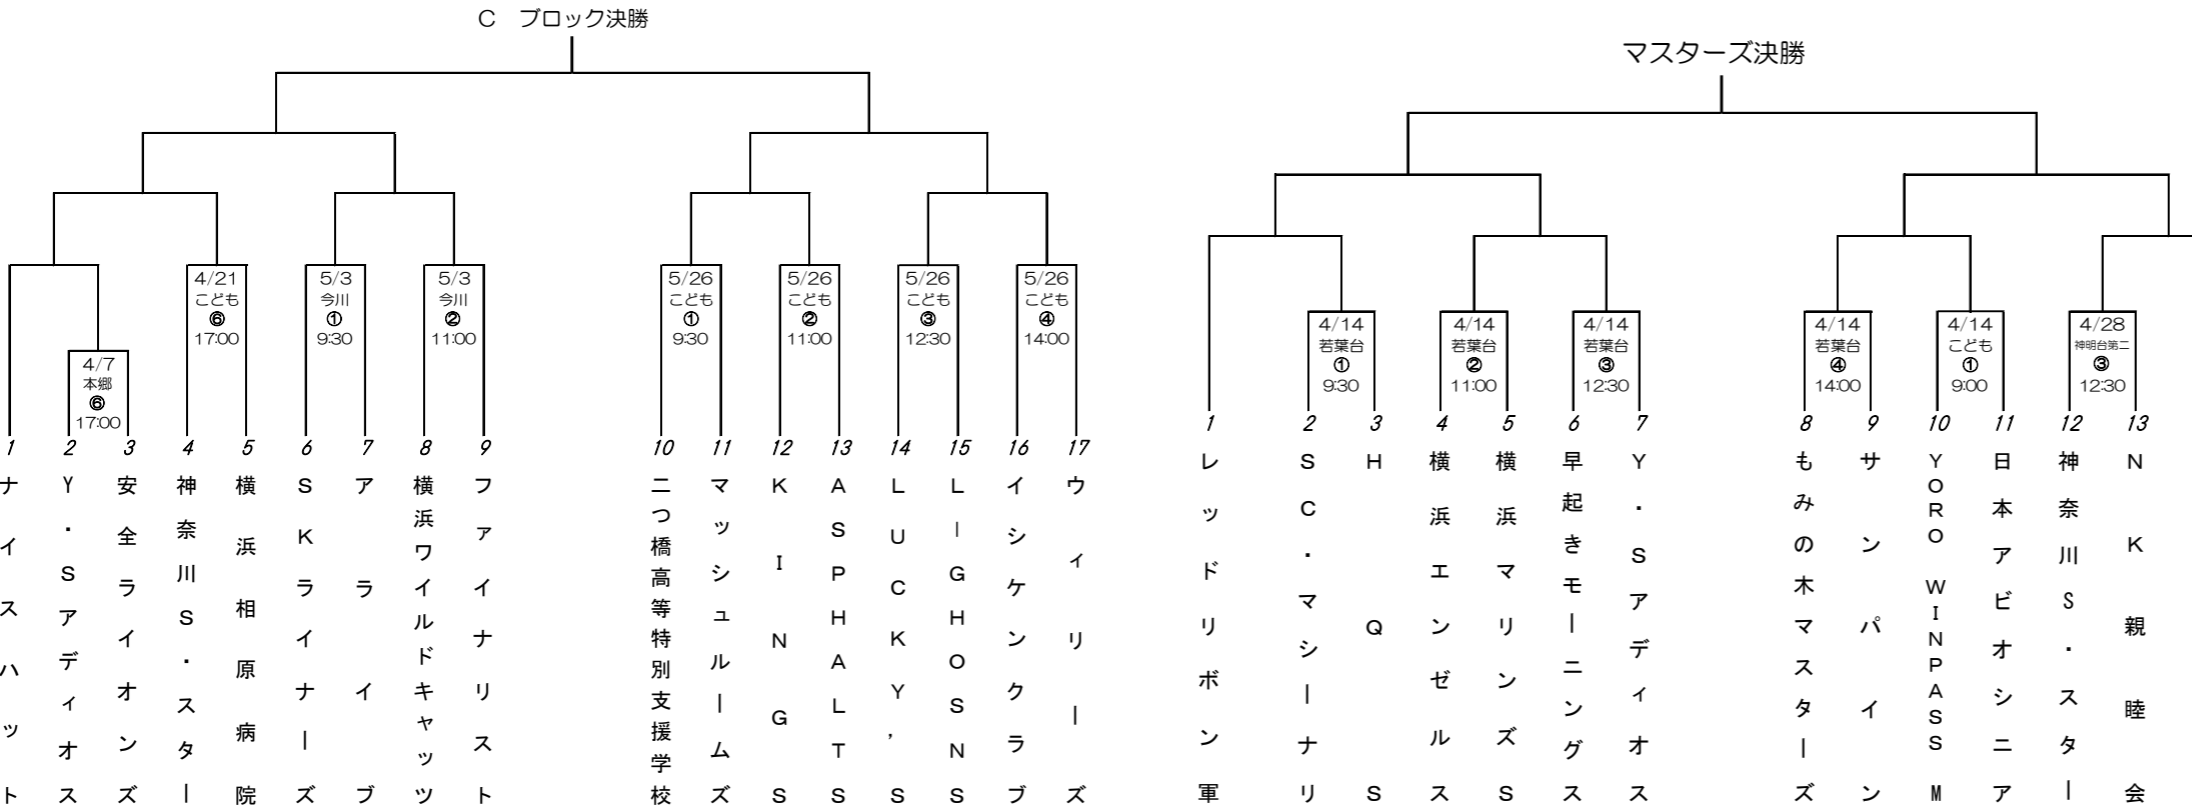 C　ブロック決勝
4/7
本郷
⑥
17:00
4/21
こども
⑥
17:00
5/3
今川
①
9:30
5/3
今川
②
11:00
5/26
こども
①
9:30
5/26
こども
②
11:00
5/26
こども
③
12:30
5/26
こども
④
14:00
1
ナイスハット
2
Y・Sアディオス
3
安全ライオンズ
4
神奈川S・スター
5
横浜相原病院
6
SKライナーズ
7
アライブ
8
横浜ワイルドキャッツ
9
ファイナリスト
10
二つ橋高等特別支援学校
11
マッシュルームズ
12
KINGS
13
ASPHALTS
14
LUCKY,S
15
LIGHOSNS
16
イシケンクラブ
17
ウィリーズ
マスターズ決勝
4/14
若葉台
①
9:30
4/14
若葉台
②
11:00
4/14
若葉台
③
12:30
4/14
若葉台
④
14:00
4/14
こども
①
9:00
4/28
神明台第二
③
12:30
1
レッドリボン軍
2
SC・マシーナリ
3
HQS
4
横浜エンゼルス
5
横浜マリンズS
6
早起きモーニングス
7
Y・Sアディオス
8
もみの木マスターズ
9
サンパイン
10
YORO WINPASS M
11
日本アビオシニア
12
神奈川S・スター
13
NK親睦会